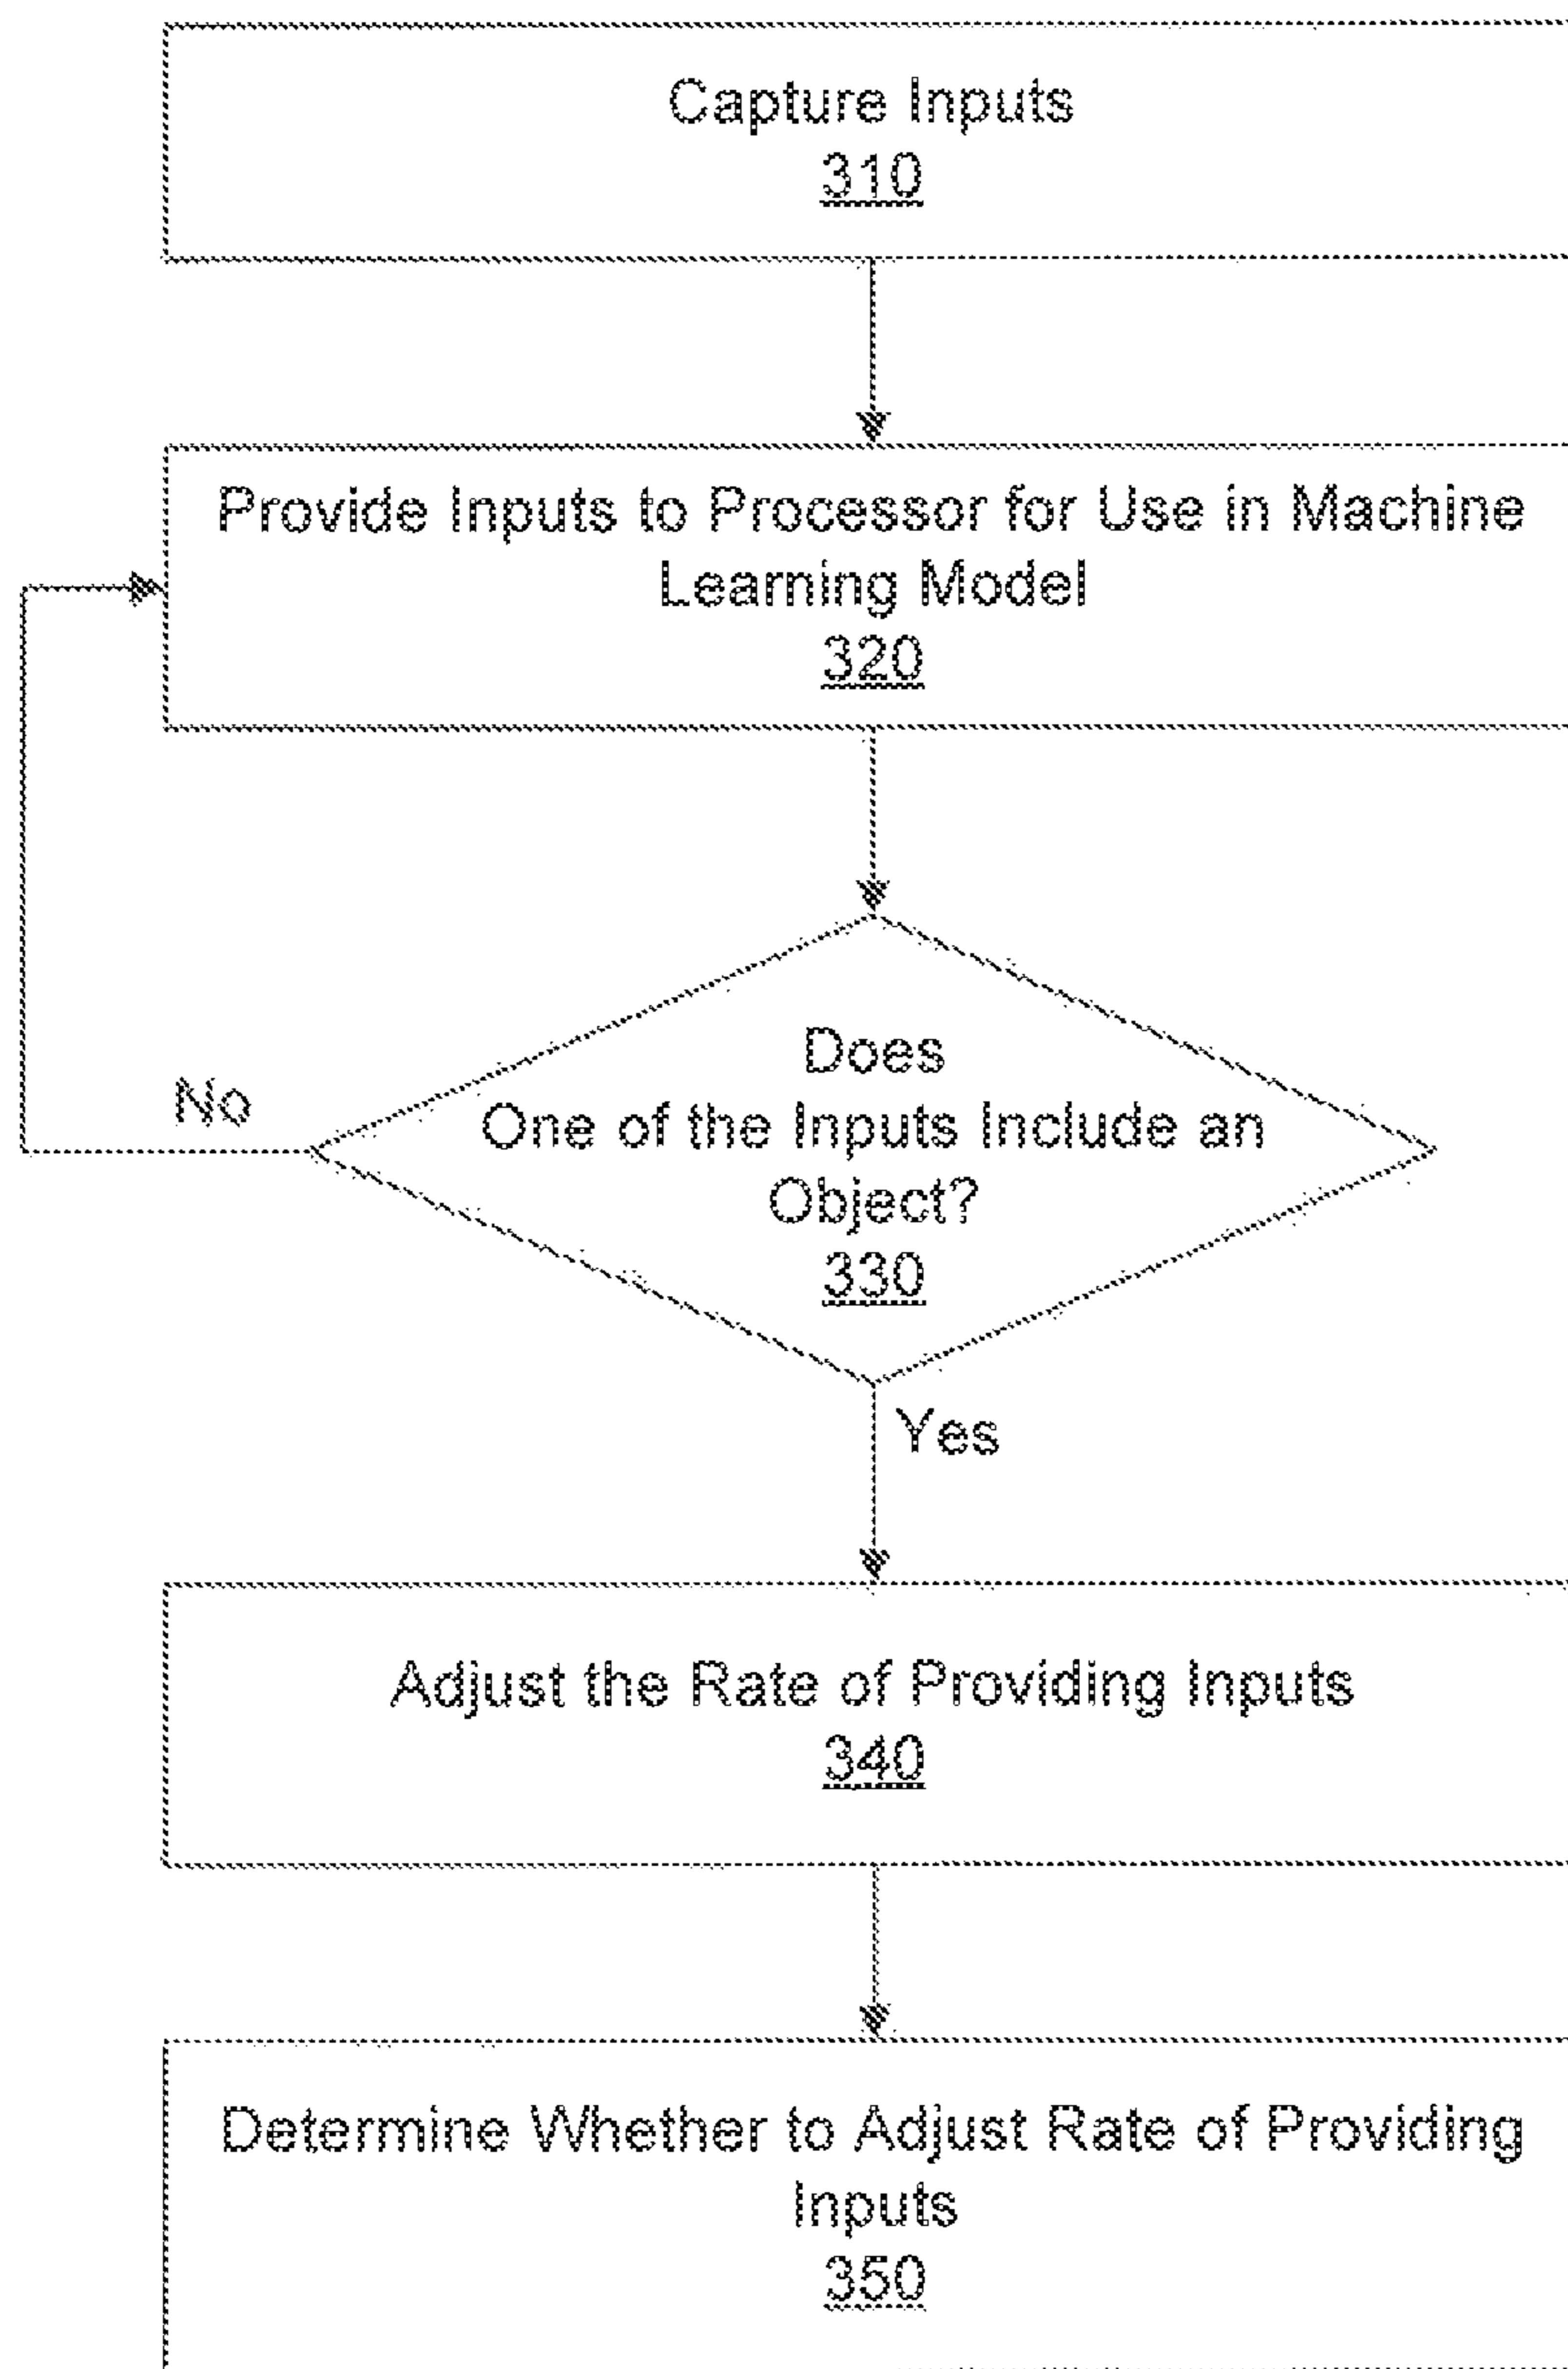 Capture Inputs
310
Provide Inputs to Processor for Use in Machine
Learning Model
320
Does
One of the Inputs Include an
Object?
330
No
Yes
Adjust the Rate of Providing Inputs
340
Determine Whether to Adjust Rate of Providing
Inputs
350